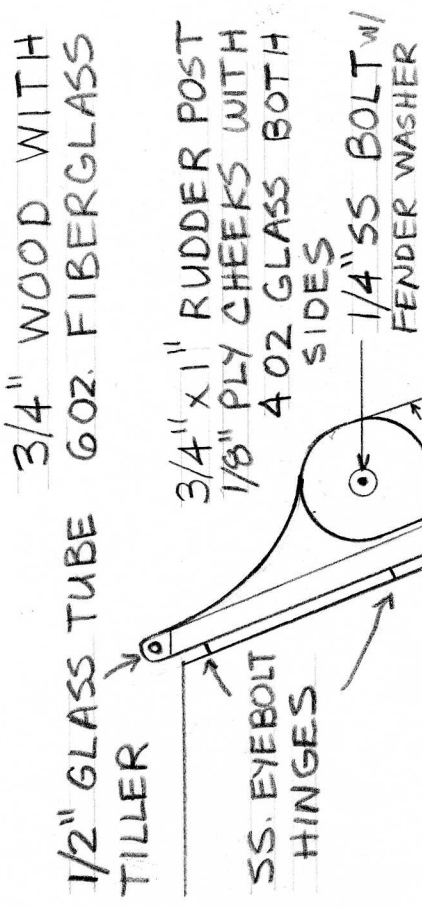 3/4" WOOD WITH
6OZ. FIBERGLASS
3/4" X 1" RUDDER POST
1/8" PLY CHEEKS WITH
4 OZ GLASS BOTH
SIDES
1/4" SS BOLT W/
FENDER WASHER
1/2" GLASS TUBE
TILLER
SS. EYEBOLT
HINGES